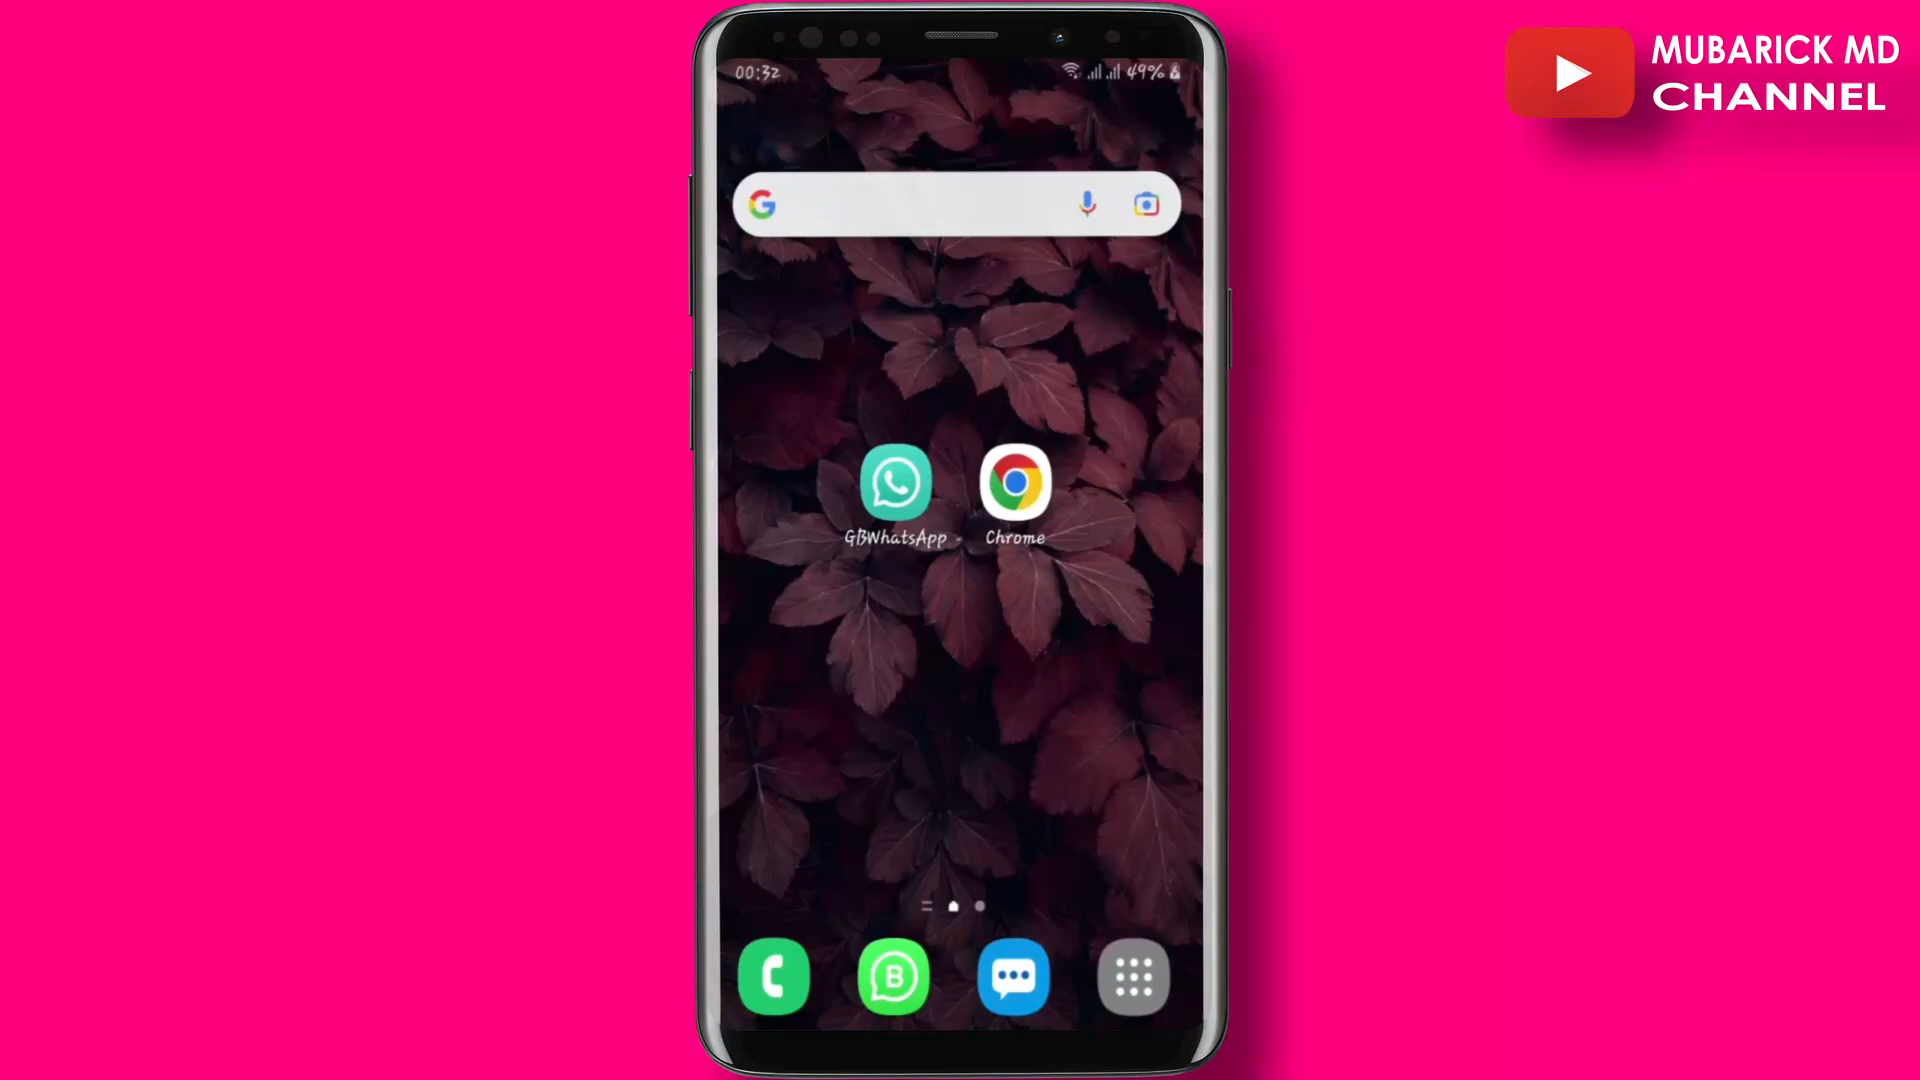 MUBARICK MD
CHANNEL
00:32
49%
GBWhatsApp -
Chrome
B